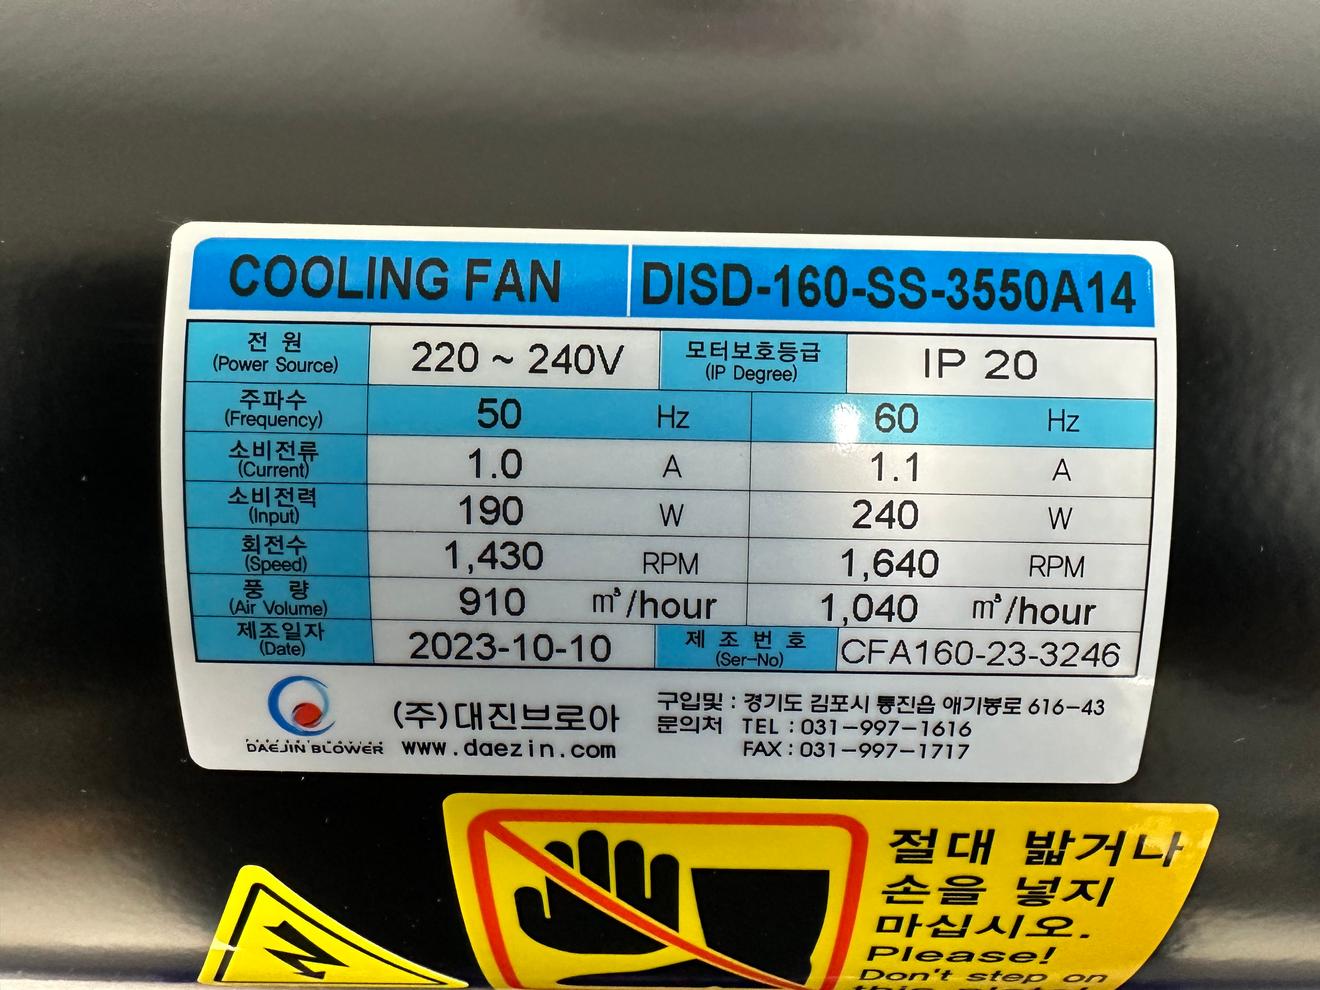 COOLING FAN DISD-160-SS-3550A14
전 원 220 ~ 240V 모터보호등급 IP 20
(Power Source) (IP Degree)
주파수 50 Hz 60 Hz
(Frequency)
소비전류 1.0 A 1.1 A
(Current)
소비전력 190 W 240 W
(Input)
회전수 1,430 RPM 1,640 RPM
(Speed)
풍 량 910 m³/hour 1,040 m³/hour
(Air Volume)
제조일자 2023-10-10 제 조 번 호 CFA160-23-3246
(Date) (Ser-No)
DAEJIN BLOWER
(주)대진브로아
www.daezin.com
구입및 : 경기도 김포시 통진읍 애기봉로 616-43
문의처 TEL : 031-997-1616
FAX : 031-997-1717
절대 밟거나
손을 넣지
마십시오.
Please!
Don't step on